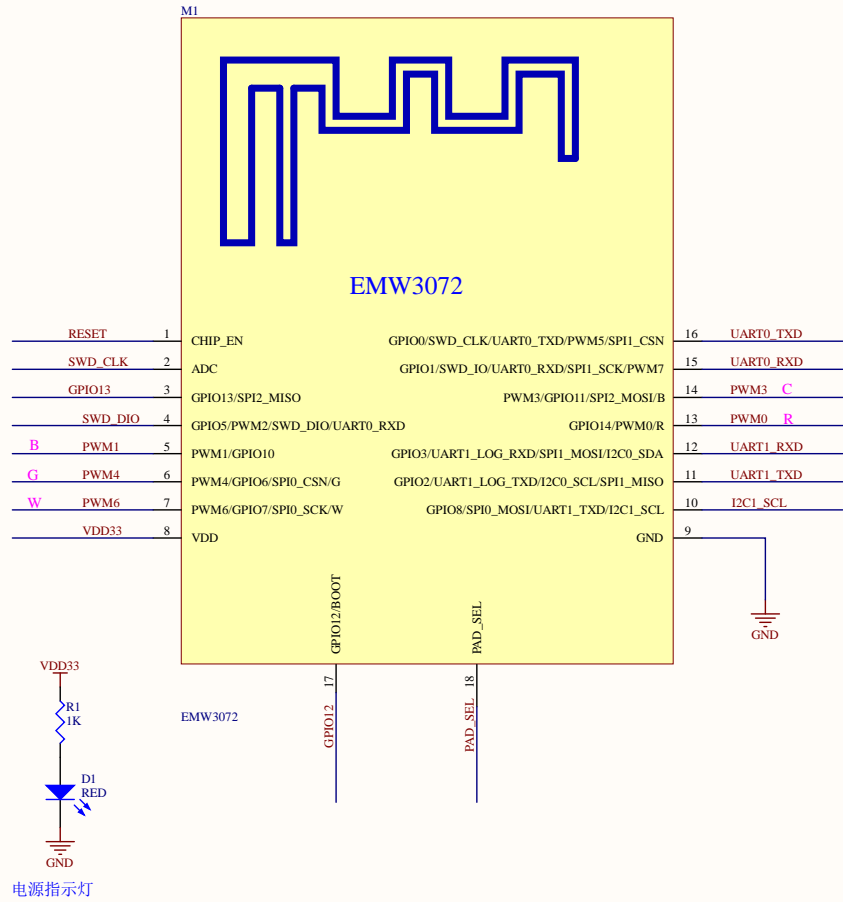 M1
EMW3072
RESET 1 CHIP_EN GPIO0/SWD_CLK/UART0_TXD/PWM5/SPI1_CSN 16 UART0_TXD
SWD_CLK 2 ADC GPIO1/SWD_IO/UART0_RXD/SPI1_SCK/PWM7 15 UART0_RXD
GPIO13 3 GPIO13/SPI2_MISO PWM3/GPIO11/SPI2_MOSI/B 14 PWM3 C
SWD_DIO 4 GPIO5/PWM2/SWD_DIO/UART0_RXD GPIO14/PWM0/R 13 PWM0 R
B PWM1 5 PWM1/GPIO10 GPIO3/UART1_LOG_RXD/SPI1_MOSI/I2C0_SDA 12 UART1_RXD
G PWM4 6 PWM4/GPIO6/SPI0_CSN/G GPIO2/UART1_LOG_TXD/I2C0_SCL/SPI1_MISO 11 UART1_TXD
W PWM6 7 PWM6/GPIO7/SPI0_SCK/W GPIO8/SPI0_MOSI/UART1_TXD/I2C1_SCL 10 I2C1_SCL
VDD33 8 VDD GND 9
GND
GPIO12/BOOT PAD_SEL
17 18
GPIO12 PAD_SEL
EMW3072
VDD33
R1
1K
D1
RED
GND
电源指示灯